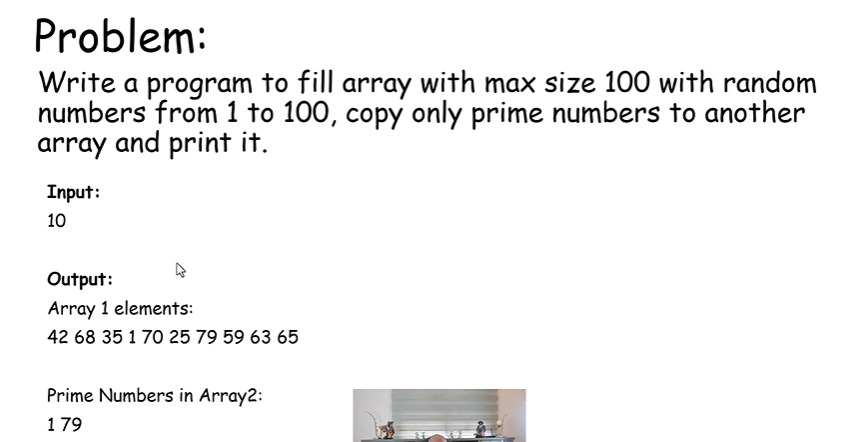 Problem:
Write a program to fill array with max size 100 with random
numbers from 1 to 100, copy only prime numbers to another
array and print it.
Input:
10
Output:
Array 1 elements:
42 68 35 1 70 25 79 59 63 65
Prime Numbers in Array2:
1 79